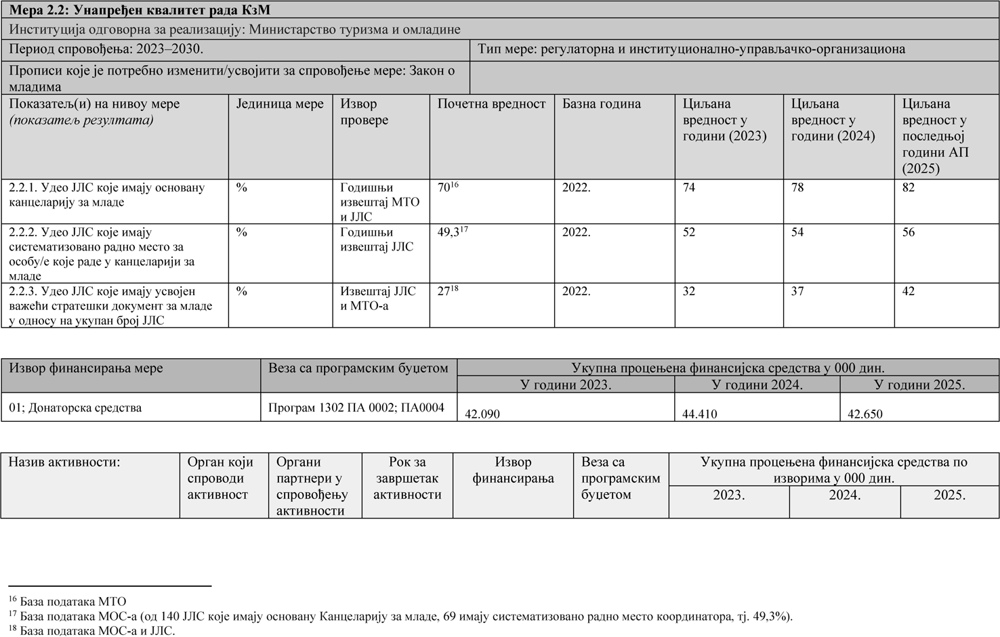 Мера 2.2: Унапређен квалитет рада КзМ
Институција одговорна за реализацију: Министарство туризма и омладине
Период спровођења: 2023–2030.
Тип мере: регулаторна и институционално-управљачко-организациона
Прописи које је потребно изменити/усвојити за спровођење мере: Закон о
младима
Показатељ(и) на нивоу мере
(показатељ резултата)
Јединица мере
Извор
провере
Почетна вредност
Базна година
Циљана
вредност у
години (2023)
Циљана
вредност у
години (2024)
Циљана
вредност у
последњој
години АП
(2025)
2.2.1. Удео ЈЛС које имају основану
канцеларију за младе
%
Годишњи
извештај МТО
и ЈЛС
70¹⁶
2022.
74
78
82
2.2.2. Удео ЈЛС које имају
систематизовано радно место за
особу/е које раде у канцеларији за
младе
%
Годишњи
извештај ЈЛС
49,3¹⁷
2022.
52
54
56
2.2.3. Удео ЈЛС које имају усвојен
важећи стратешки документ за младе
у односу на укупан број ЈЛС
%
Извештај ЈЛС
и МТО-а
27¹⁸
2022.
32
37
42
Извор финансирања мере
Веза са програмским буџетом
Укупна процењена финансијска средства у 000 дин.
У години 2023.
У години 2024.
У години 2025.
01; Донаторска средства
Програм 1302 ПА 0002; ПА0004
42.090
44.410
42.650
Назив активности:
Орган који
спроводи
активност
Органи
партнери у
спровођењу
активности
Рок за
завршетак
активности
Извор
финансирања
Веза са
програмским
буџетом
Укупна процењена финансијска средства по
изворима у 000 дин.
2023.
2024.
2025.
¹⁶ База података МТО
¹⁷ База података МОС-а (од 140 ЈЛС које имају основану Канцеларију за младе, 69 имају систематизовано радно место координатора, тј. 49,3%).
¹⁸ База података МОС-а и ЈЛС.